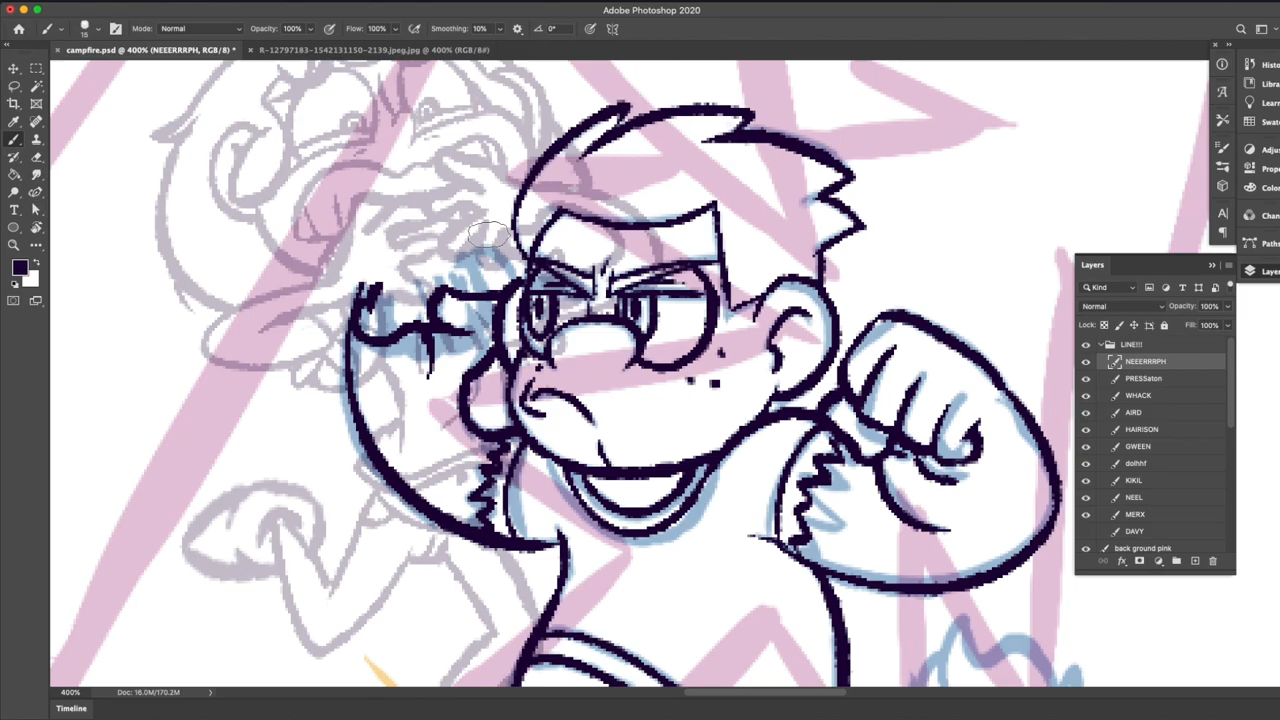 Adobe Photoshop 2020
15
Mode: Normal
Opacity: 100%
Flow: 100%
Smoothing: 10%
0°
campfire.psd @ 400% (NEEERRRPH, RGB/8) *
R-12797183-1542131150-2139.jpeg.jpg @ 400% (RGB/8#)
Histo
Libra
Learn
Swatc
Adjus
Prope
Chan
Paths
Layer
Layers
Kind
Normal
Opacity: 100%
Lock:
Fill: 100%
LINE!!!
NEEERRRPH
PRESSaton
WHACK
AIRD
HAIRISON
GWEEN
dolhhf
KIKIL
NEEL
MERX
DAVY
back ground pink
400%
Doc: 16.0M/170.2M
Timeline